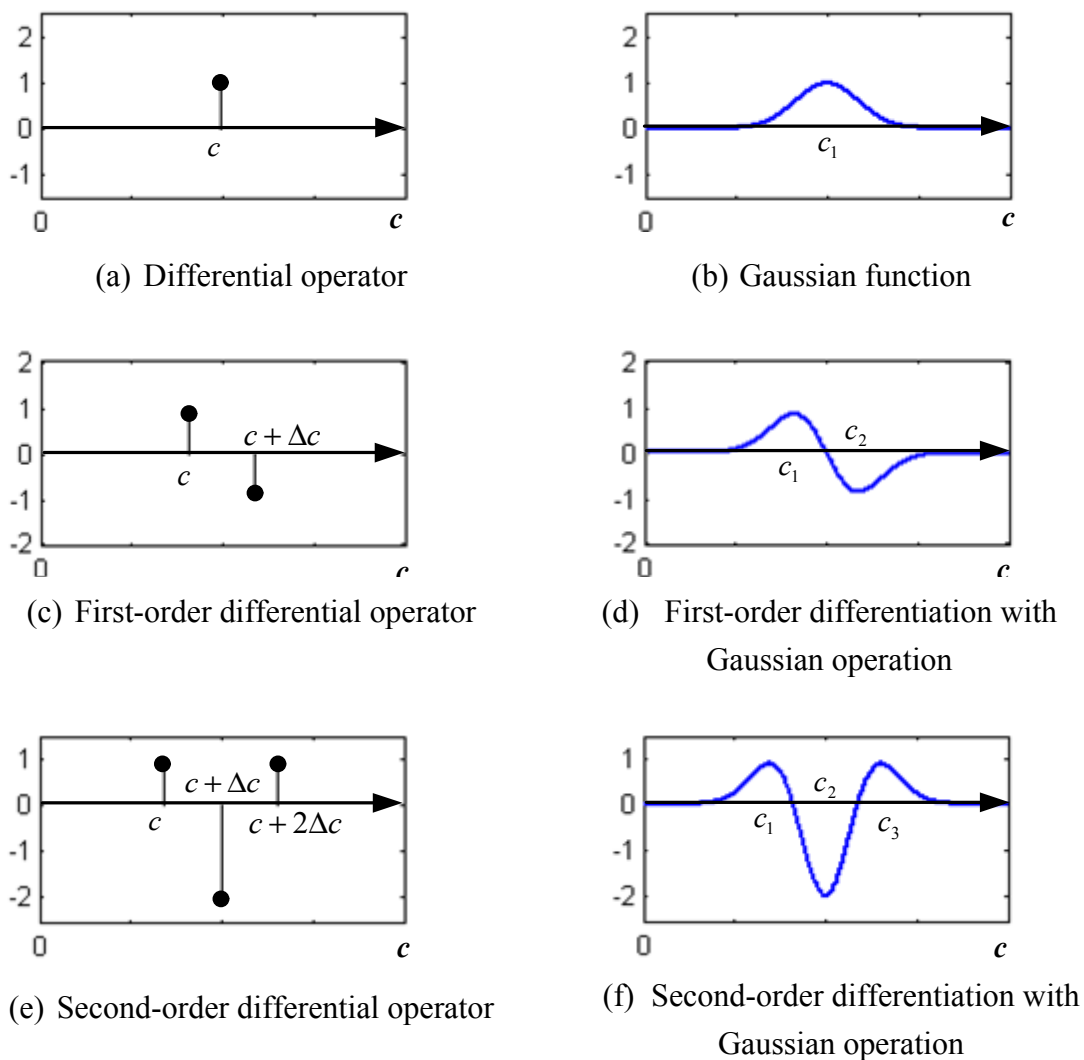 2
1
0
-1
0
c
c
(a) Differential operator
2
1
0
-1
0
c₁
c
(b) Gaussian function
2
1
0
-1
-2
0
c + Δc
c
c
(c) First-order differential operator
2
1
0
-1
-2
0
c₂
c₁
c
(d) First-order differentiation with
Gaussian operation
1
0
-1
-2
0
c + Δc
c
c + 2Δc
c
(e) Second-order differential operator
1
0
-1
-2
0
c₂
c₁
c₃
c
(f) Second-order differentiation with
Gaussian operation